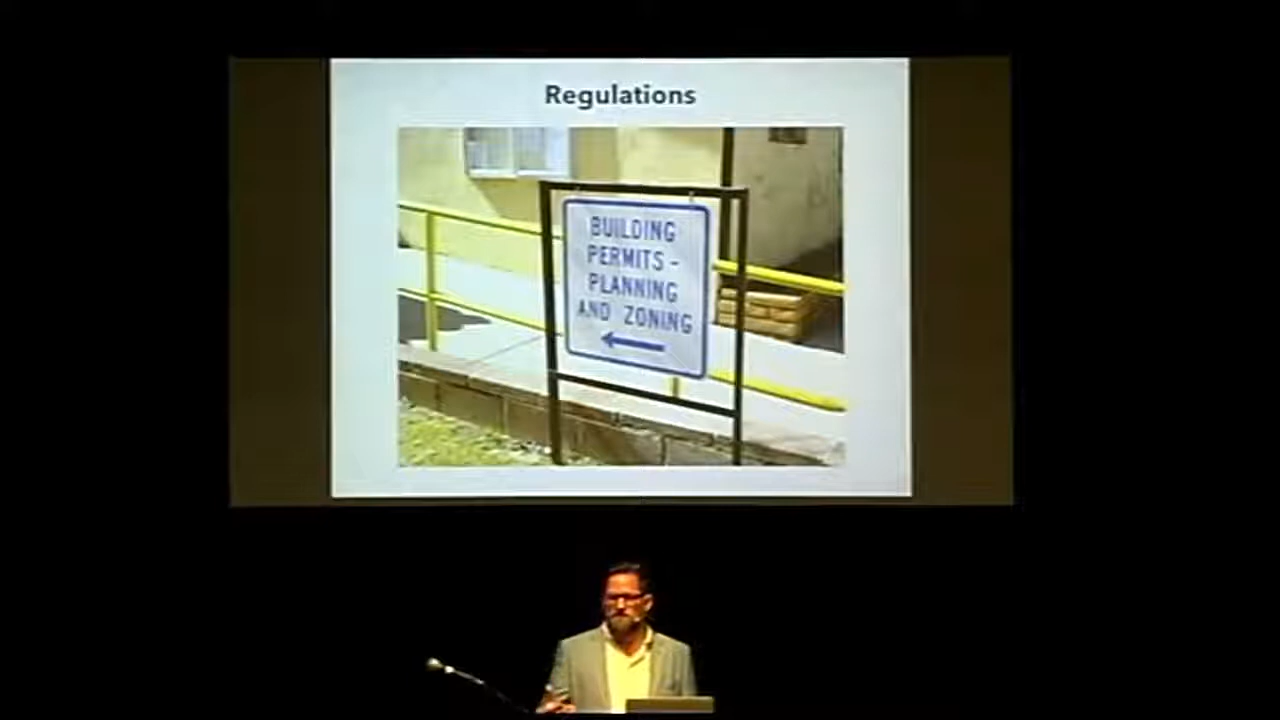 Regulations
BUILDING
PERMITS -
PLANNING
AND ZONING